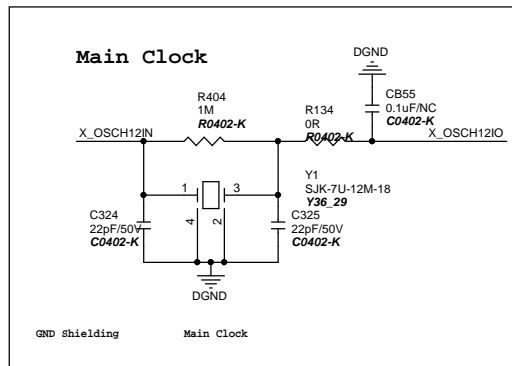 Main Clock
DGND
R404
1M
R0402-K
R134
0R
R0402-K
CB55
0.1uF/NC
C0402-K
X_OSCH12IN
X_OSCH12IO
1
3
4
2
Y1
SJK-7U-12M-18
Y36_29
C324
22pF/50V
C0402-K
C325
22pF/50V
C0402-K
DGND
GND Shielding
Main Clock